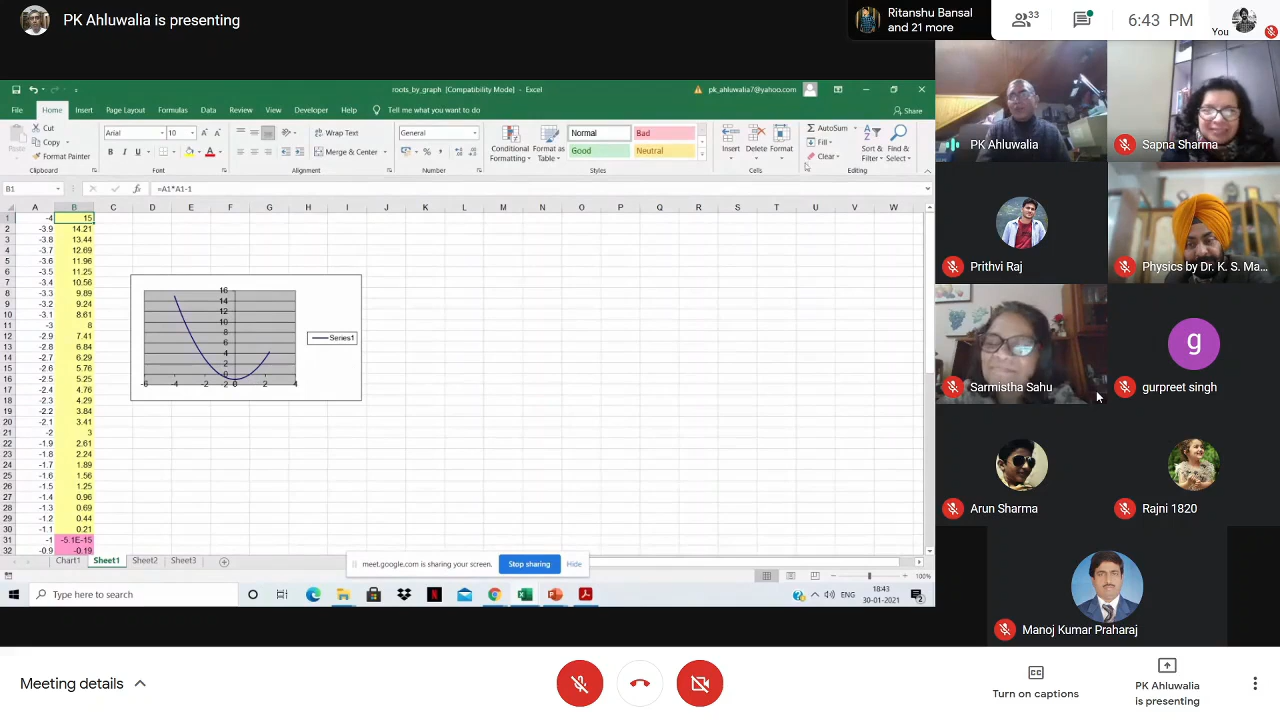 PK Ahluwalia is presenting
Ritanshu Bansal
and 21 more
33
6:43 PM
You
roots_by_graph [Compatibility Mode] - Excel
pk_ahluwalia7@yahoo.com
File Home Insert Page Layout Formulas Data Review View Developer Help Tell me what you want to do
Share
Cut
Copy
Format Painter
Paste
Clipboard
Arial 10
B I U
Font
Wrap Text
Merge & Center
Alignment
General
Number
Conditional Formatting
Format as Table
Normal Bad
Good Neutral
Styles
Insert Delete Format
Cells
AutoSum
Fill
Clear
Sort & Filter
Find & Select
Editing
B1 fx =A1*A1-1
A B C D E F G H I J K L M N O P Q R S T U V W
1 -4 15
2 -3.9 14.21
3 -3.8 13.44
4 -3.7 12.69
5 -3.6 11.96
6 -3.5 11.25
7 -3.4 10.56
8 -3.3 9.89
9 -3.2 9.24
10 -3.1 8.61
11 -3 8
12 -2.9 7.41
13 -2.8 6.84
14 -2.7 6.29
15 -2.6 5.76
16 -2.5 5.25
17 -2.4 4.76
18 -2.3 4.29
19 -2.2 3.84
20 -2.1 3.41
21 -2 3
22 -1.9 2.61
23 -1.8 2.24
24 -1.7 1.89
25 -1.6 1.56
26 -1.5 1.25
27 -1.4 0.96
28 -1.3 0.69
29 -1.2 0.44
30 -1.1 0.21
31 -1 -5.1E-15
32 -0.9 -0.19
16
14
12
10
8
6
4
2
0
-2
-6 -4 -2 0 2 4
Series1
Chart1 Sheet1 Sheet2 Sheet3
meet.google.com is sharing your screen. Stop sharing Hide
100%
Type here to search
ENG
18:43
30-01-2021
2
PK Ahluwalia
Sapna Sharma
Prithvi Raj
Physics by Dr. K. S. Ma...
Sarmistha Sahu
g
gurpreet singh
Arun Sharma
Rajni 1820
Manoj Kumar Praharaj
Meeting details
CC
Turn on captions
PK Ahluwalia
is presenting